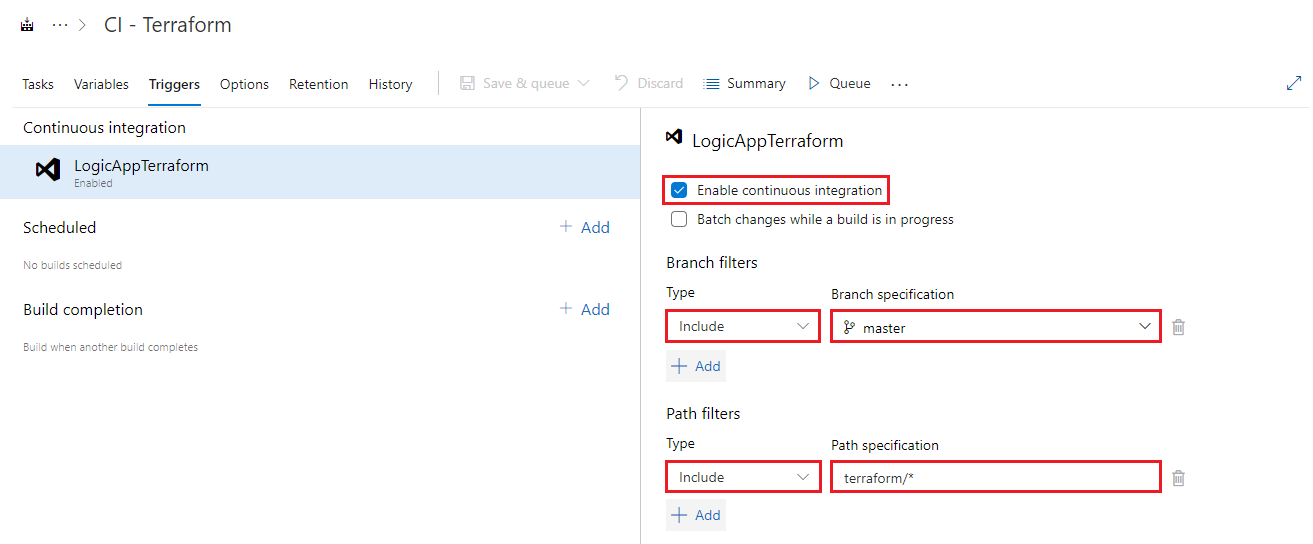 ··· > CI - Terraform
Tasks Variables Triggers Options Retention History Save & queue Discard Summary Queue ···
Continuous integration
LogicAppTerraform
Enabled
Scheduled + Add
No builds scheduled
Build completion + Add
Build when another build completes
LogicAppTerraform
Enable continuous integration
Batch changes while a build is in progress
Branch filters
Type Branch specification
Include master
+ Add
Path filters
Type Path specification
Include terraform/*
+ Add